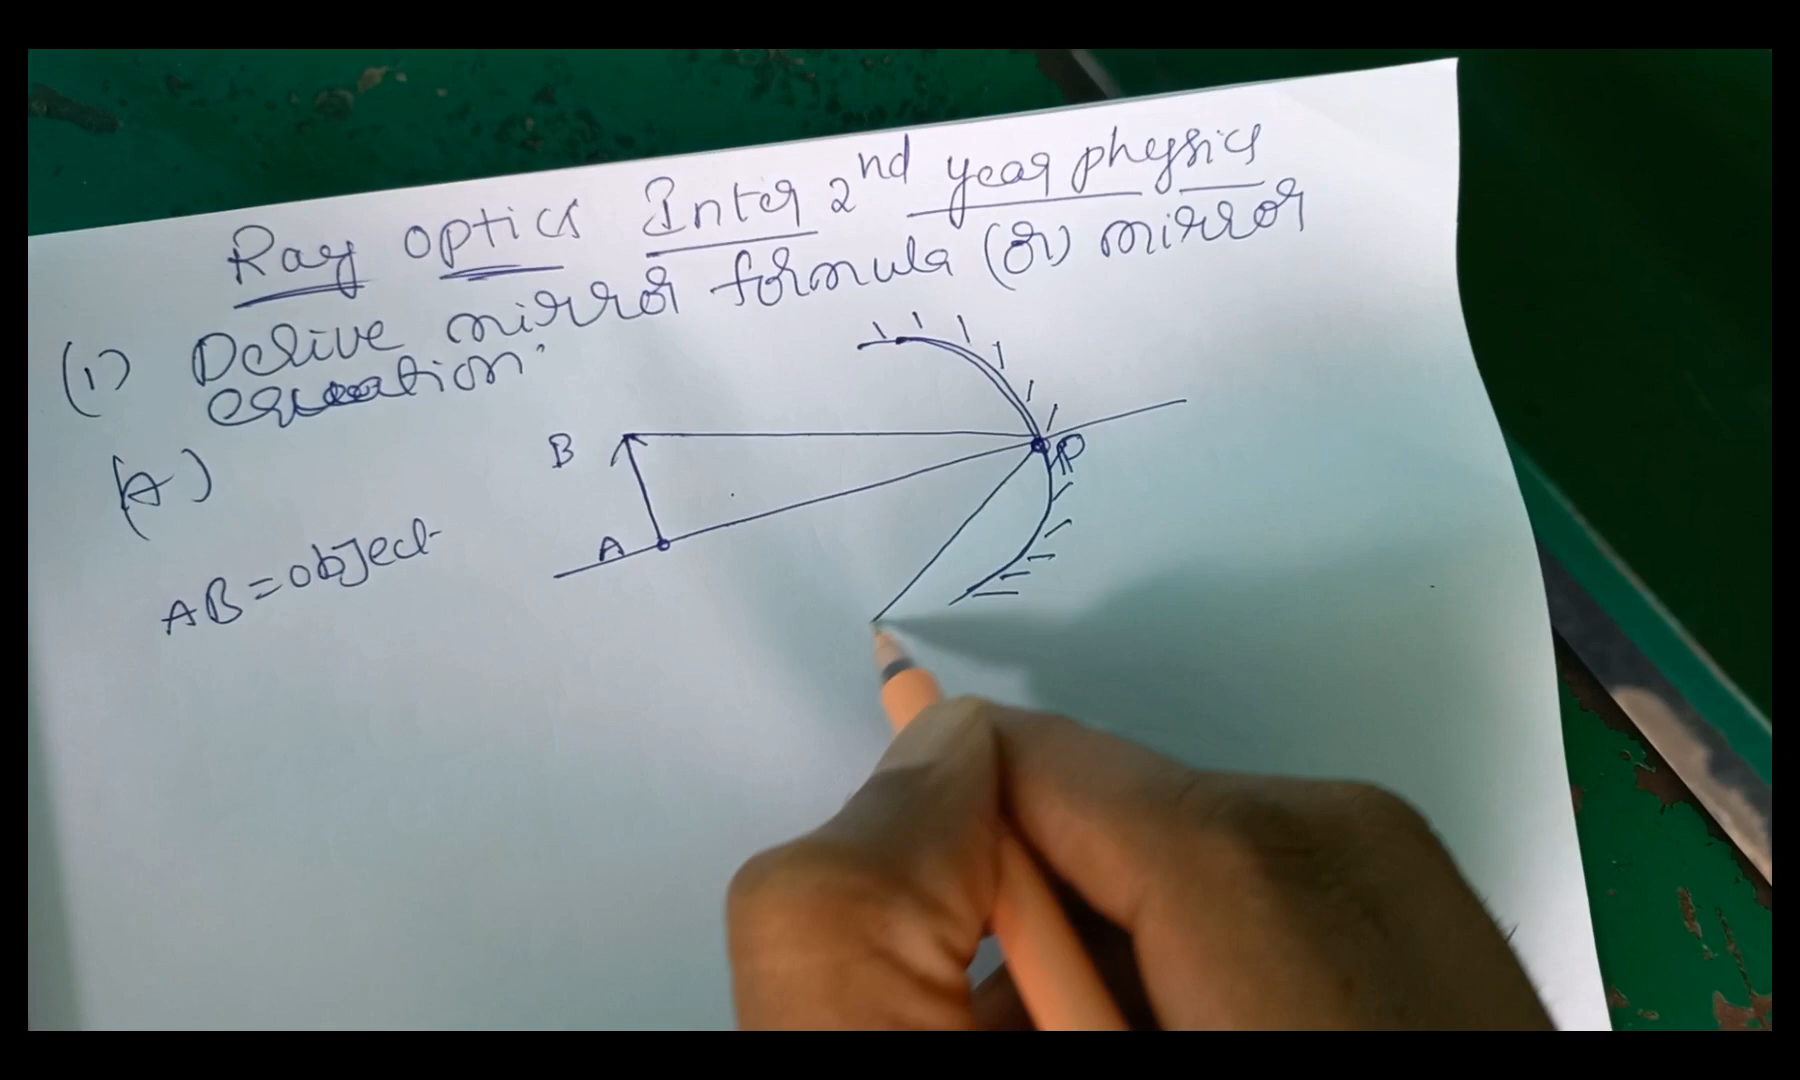 Ray optics Inter 2nd year physics
(1) Derive mirror formula (or) mirror
equation.
(A)
B
P
A
AB = object